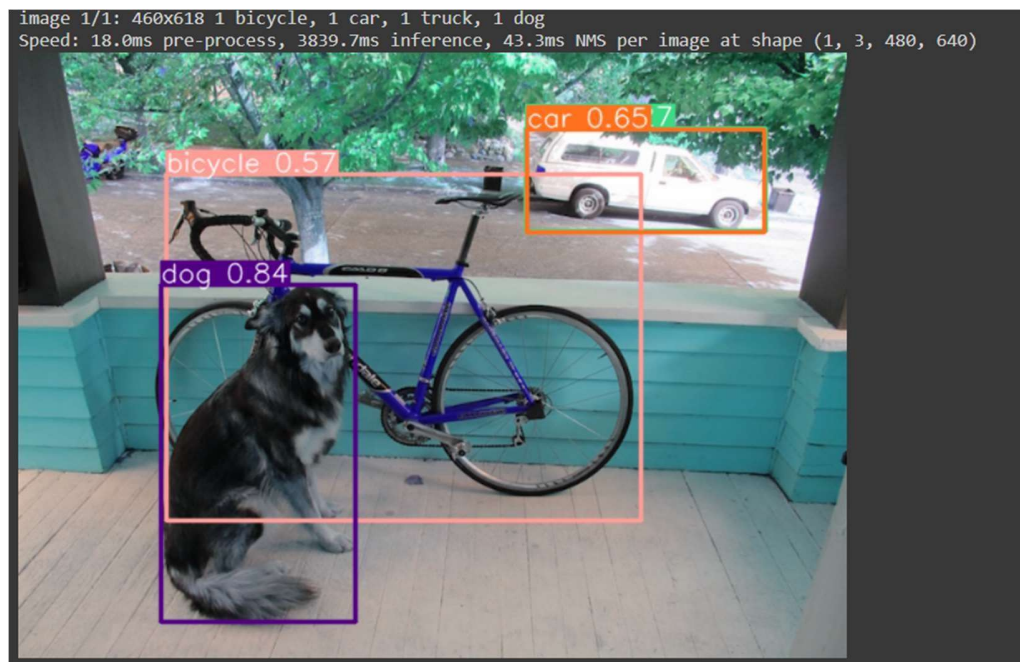 image 1/1: 460x618 1 bicycle, 1 car, 1 truck, 1 dog
Speed: 18.0ms pre-process, 3839.7ms inference, 43.3ms NMS per image at shape (1, 3, 480, 640)
car 0.65 7
bicycle 0.57
dog 0.84